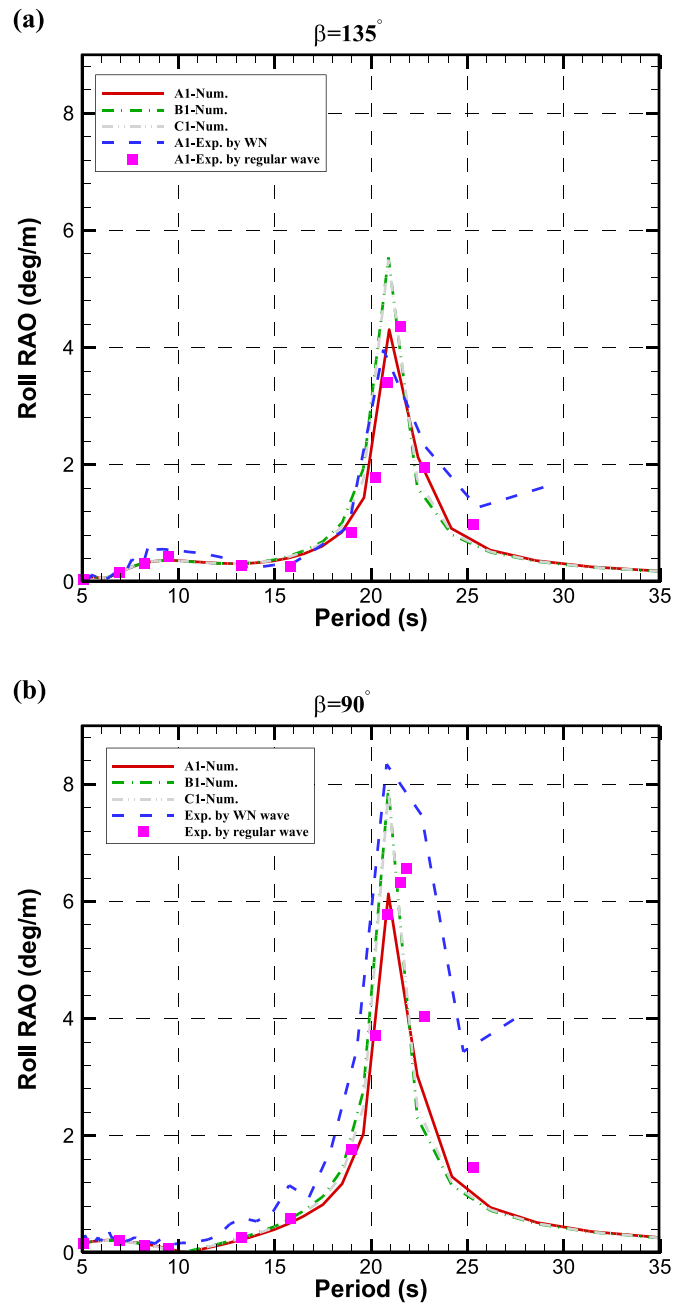 (a)
β=135°
8
6
4
2
0
Roll RAO (deg/m)
A1-Num.
B1-Num.
C1-Num.
A1-Exp. by WN
A1-Exp. by regular wave
5 10 15 20 25 30 35
Period (s)
(b)
β=90°
8
6
4
2
0
Roll RAO (deg/m)
A1-Num.
B1-Num.
C1-Num.
Exp. by WN wave
Exp. by regular wave
5 10 15 20 25 30 35
Period (s)